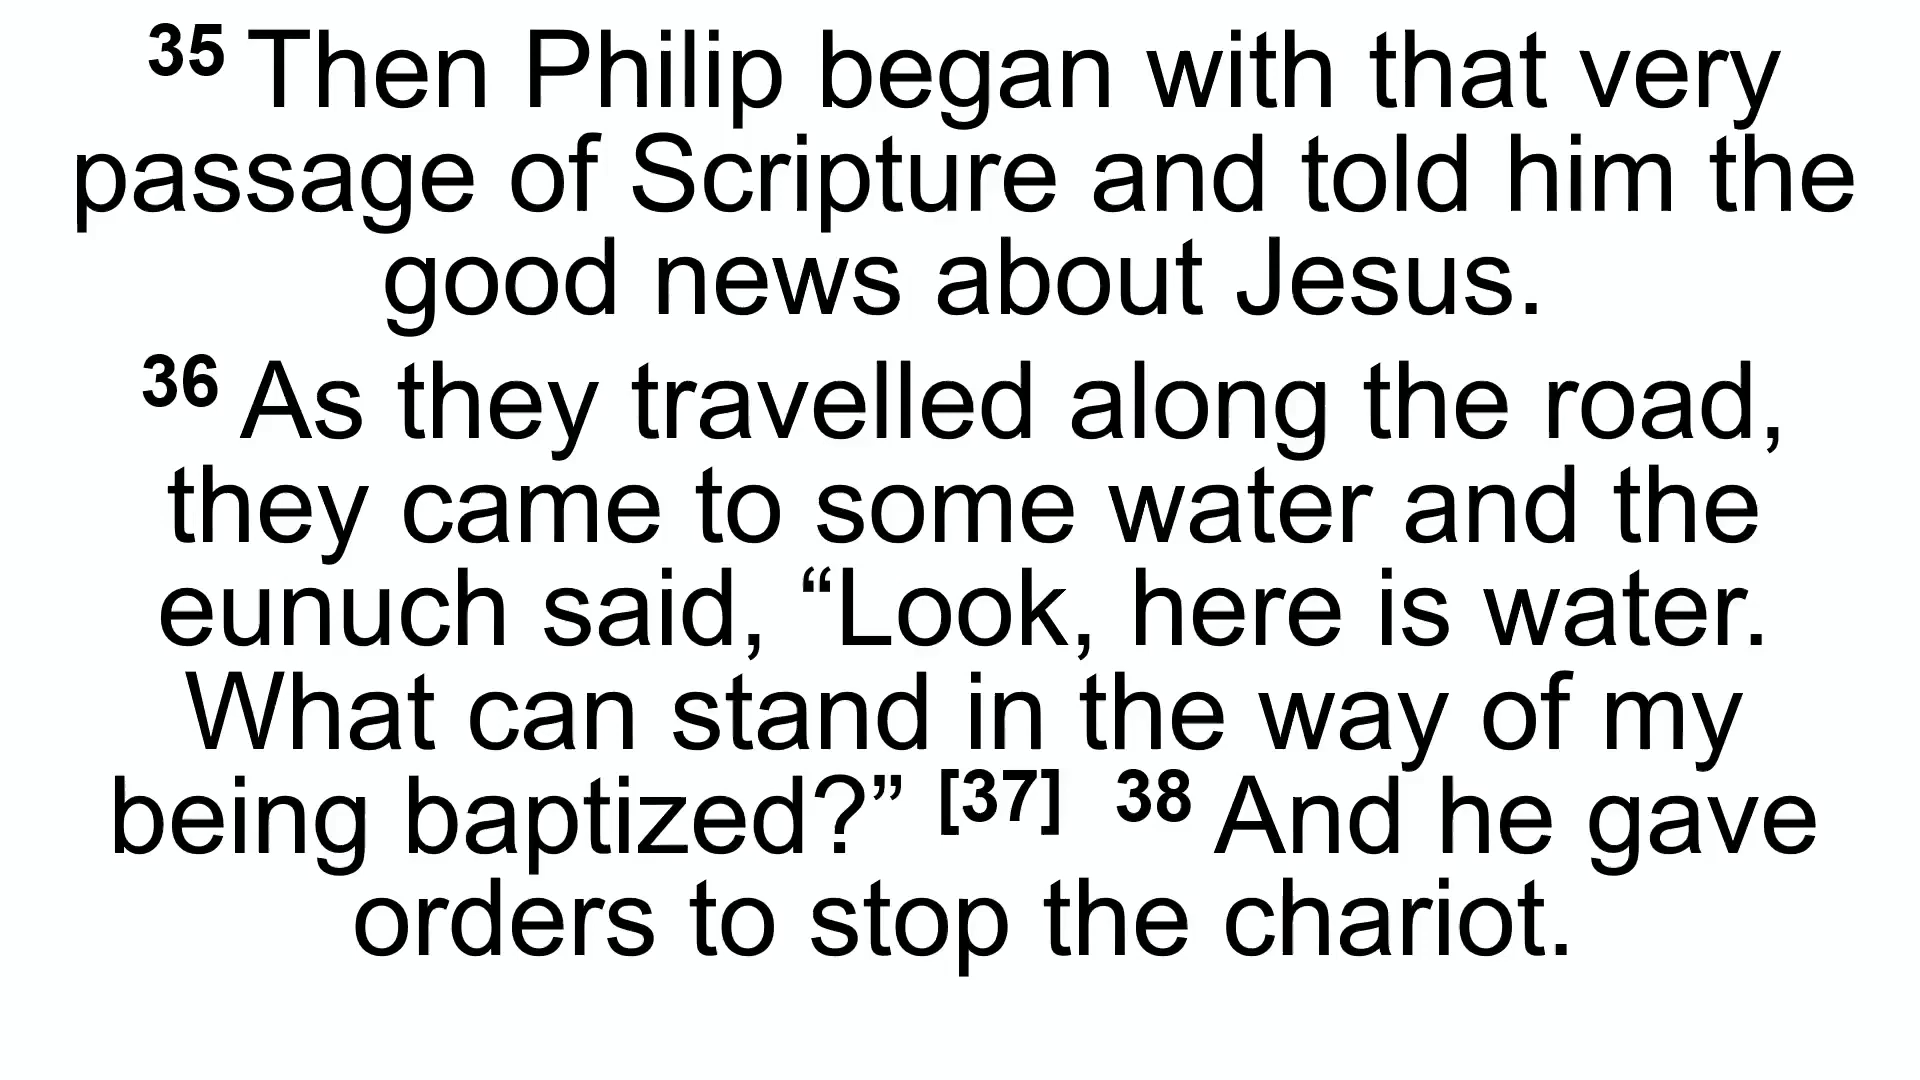 35 Then Philip began with that very
passage of Scripture and told him the
good news about Jesus.
36 As they travelled along the road,
they came to some water and the
eunuch said, “Look, here is water.
What can stand in the way of my
being baptized?” [37] 38 And he gave
orders to stop the chariot.